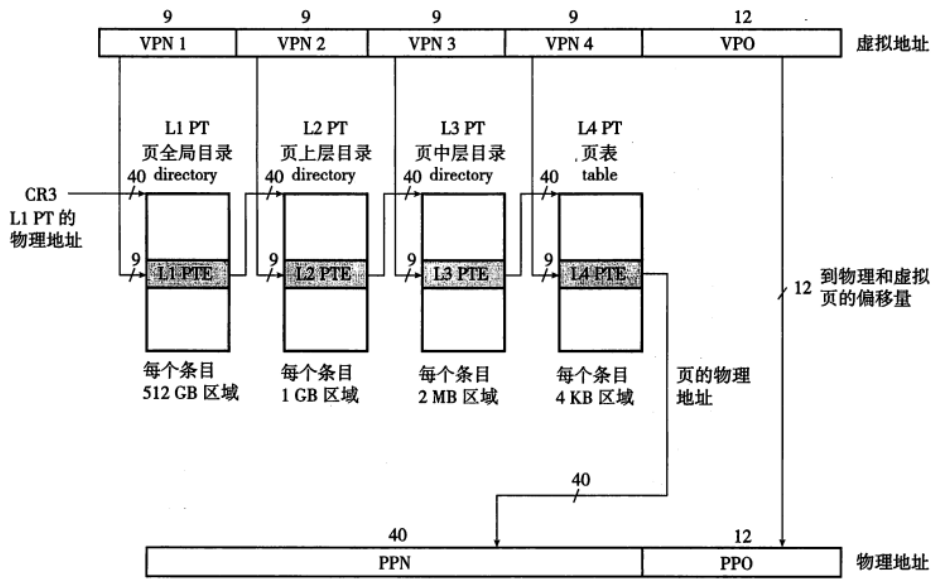 9 9 9 9 12
VPN 1 VPN 2 VPN 3 VPN 4 VPO 虚拟地址
L1 PT L2 PT L3 PT L4 PT
页全局目录 页上层目录 页中层目录 页表
directory directory directory table
40 40 40 40
CR3
L1 PT 的
物理地址
9 9 9 9
L1 PTE L2 PTE L3 PTE L4 PTE
12 到物理和虚拟
页的偏移量
每个条目 每个条目 每个条目 每个条目
512 GB 区域 1 GB 区域 2 MB 区域 4 KB 区域
页的物理
地址
40
40 12
PPN PPO 物理地址